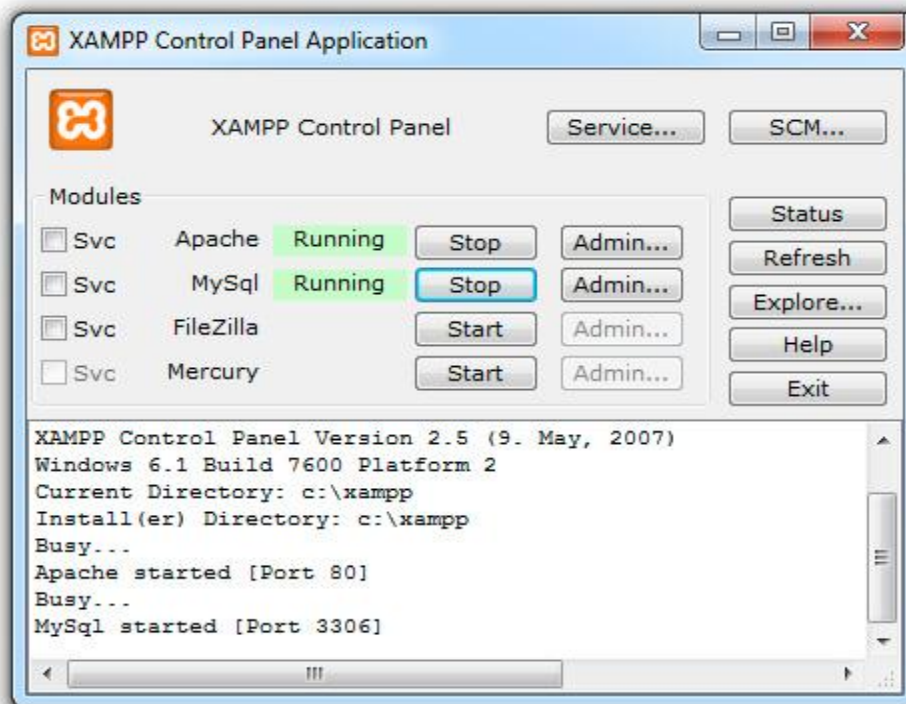 XAMPP Control Panel Application
XAMPP Control Panel Service... SCM...
Modules
Status
Svc Apache Running Stop Admin...
Refresh
Svc MySql Running Stop Admin...
Explore...
Svc FileZilla Start Admin...
Help
Svc Mercury Start Admin...
Exit
XAMPP Control Panel Version 2.5 (9. May, 2007)
Windows 6.1 Build 7600 Platform 2
Current Directory: c:\xampp
Install(er) Directory: c:\xampp
Busy...
Apache started [Port 80]
Busy...
MySql started [Port 3306]